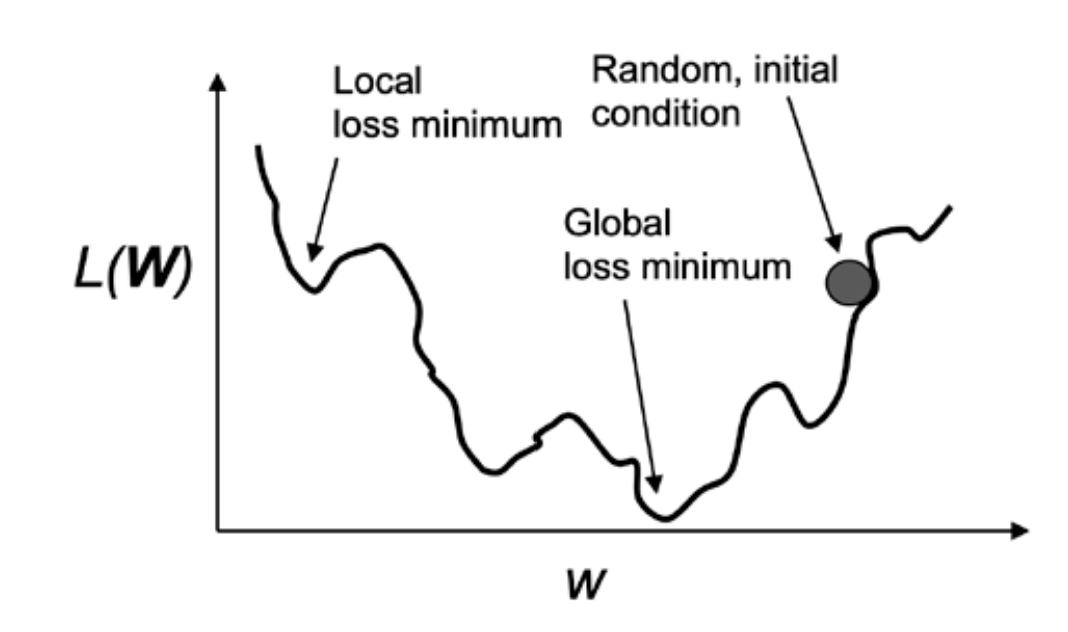 Local
loss minimum
Random, initial
condition
Global
loss minimum
L(W)
W